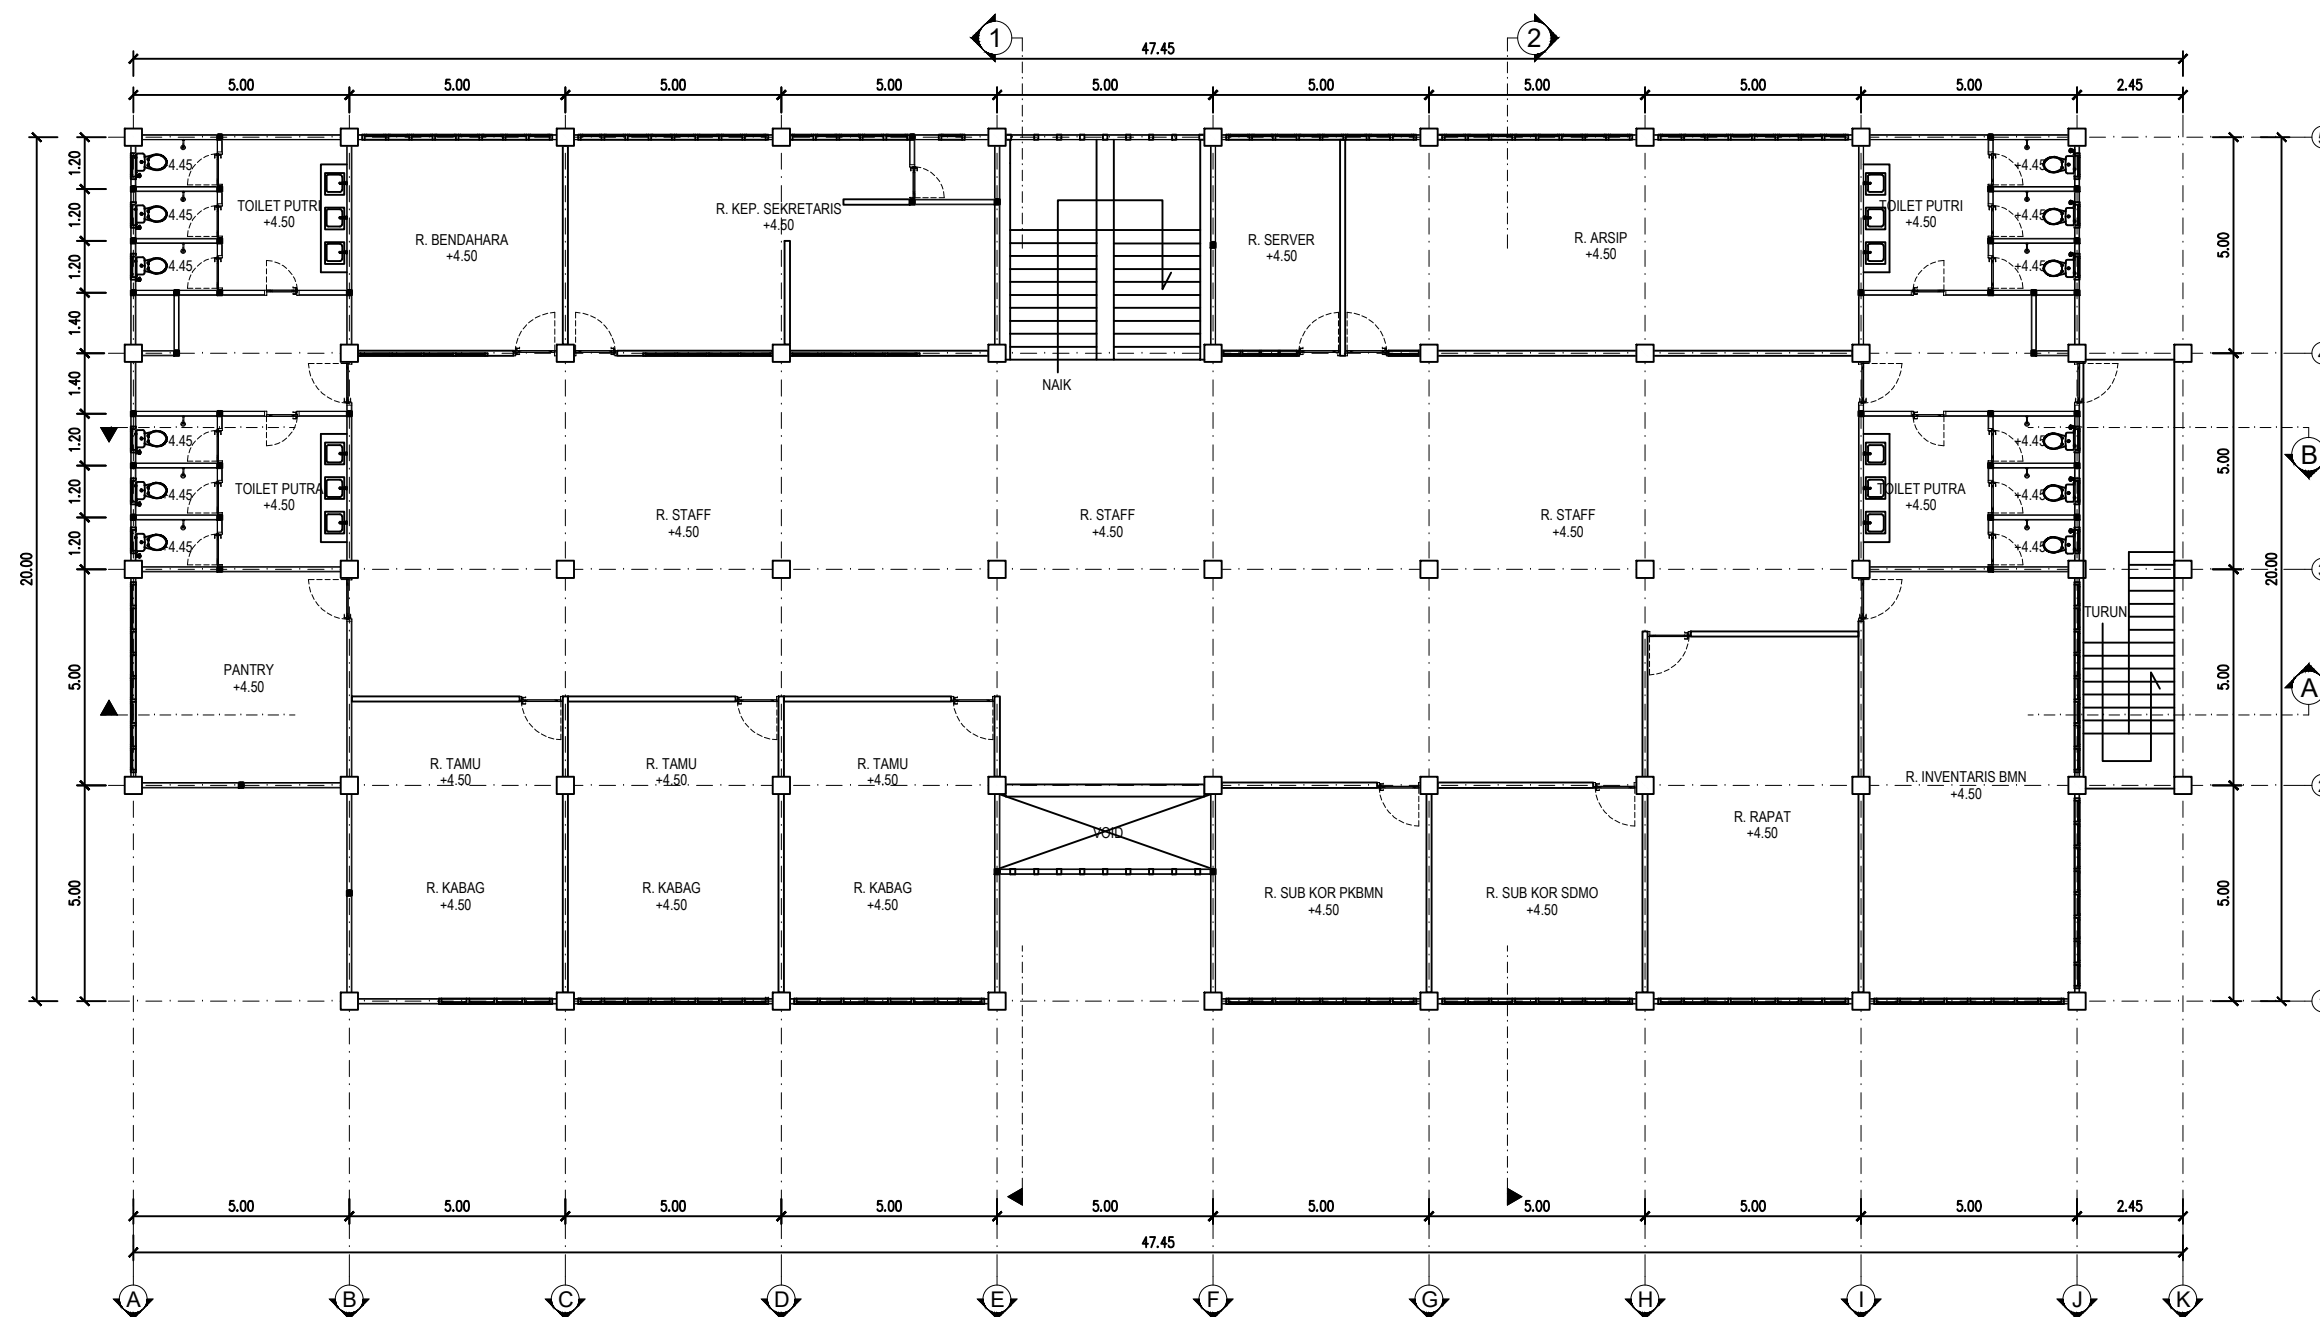 1
2
47.45
5.00
5.00
5.00
5.00
5.00
5.00
5.00
5.00
5.00
2.45
1.20
1.20
1.20
1.40
1.40
1.20
1.20
1.20
5.00
5.00
20.00
+4.45
+4.45
+4.45
TOILET PUTRI
+4.50
R. BENDAHARA
+4.50
R. KEP. SEKRETARIS
+4.50
R. SERVER
+4.50
R. ARSIP
+4.50
TOILET PUTRI
+4.50
+4.45
+4.45
+4.45
NAIK
+4.45
+4.45
+4.45
TOILET PUTRA
+4.50
R. STAFF
+4.50
R. STAFF
+4.50
R. STAFF
+4.50
TOILET PUTRA
+4.50
+4.45
+4.45
+4.45
PANTRY
+4.50
TURUN
R. TAMU
+4.50
R. TAMU
+4.50
R. TAMU
+4.50
R. INVENTARIS BMN
+4.50
VOID
R. RAPAT
+4.50
R. KABAG
+4.50
R. KABAG
+4.50
R. KABAG
+4.50
R. SUB KOR PKBMN
+4.50
R. SUB KOR SDMO
+4.50
5.00
5.00
5.00
5.00
20.00
B
A
5.00
5.00
5.00
5.00
5.00
5.00
5.00
5.00
5.00
2.45
47.45
A
B
C
D
E
F
G
H
I
J
K